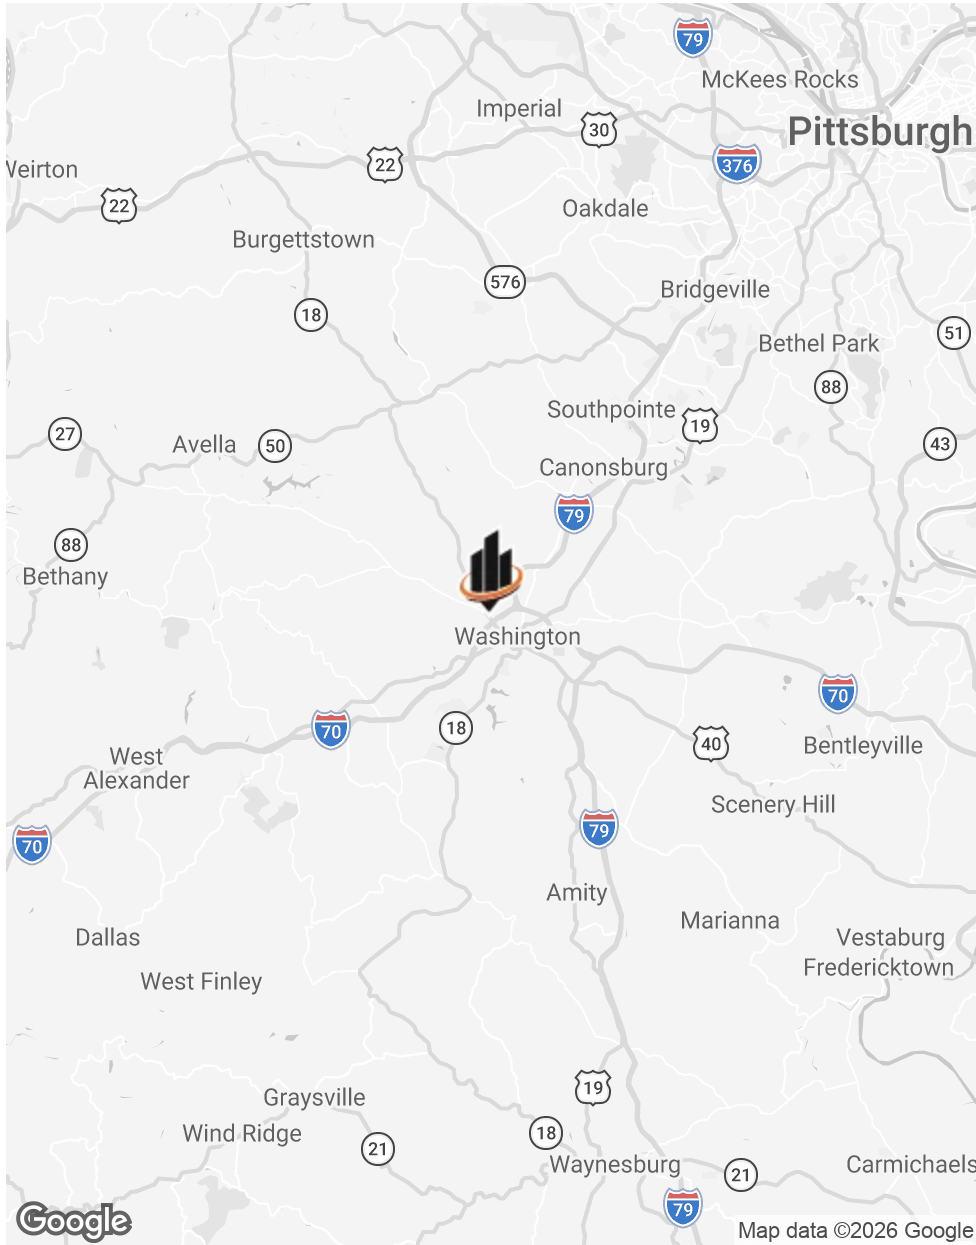 79
McKees Rocks
Imperial
30
Pittsburgh
22
376
Weirton
22
Oakdale
Burgettstown
576
Bridgeville
18
51
Bethel Park
88
Southpointe
19
27
Avella
50
43
Canonsburg
79
88
Bethany
Washington
70
70
18
40
Bentleyville
West
Alexander
Scenery Hill
79
70
Amity
Marianna
Dallas
Vestaburg
Fredericktown
West Finley
19
Graysville
Wind Ridge
18
21
Waynesburg
21
Carmichaels
79
Google
Map data ©2026 Google